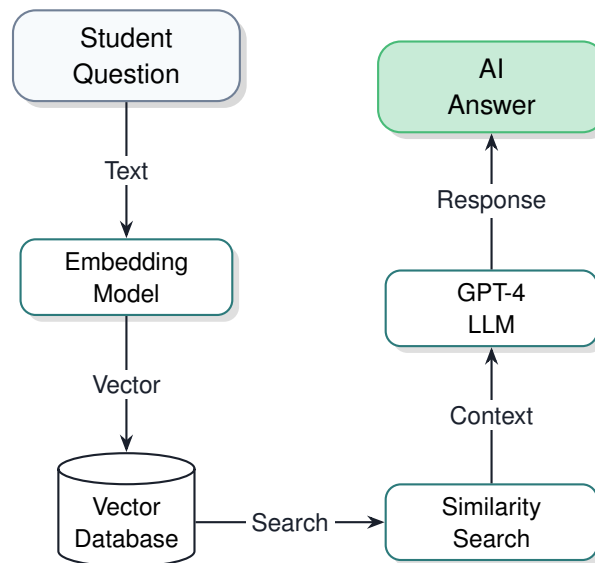 Student
Question
Text
Embedding
Model
Vector
Vector
Database
Search
Similarity
Search
Context
GPT-4
LLM
Response
AI
Answer